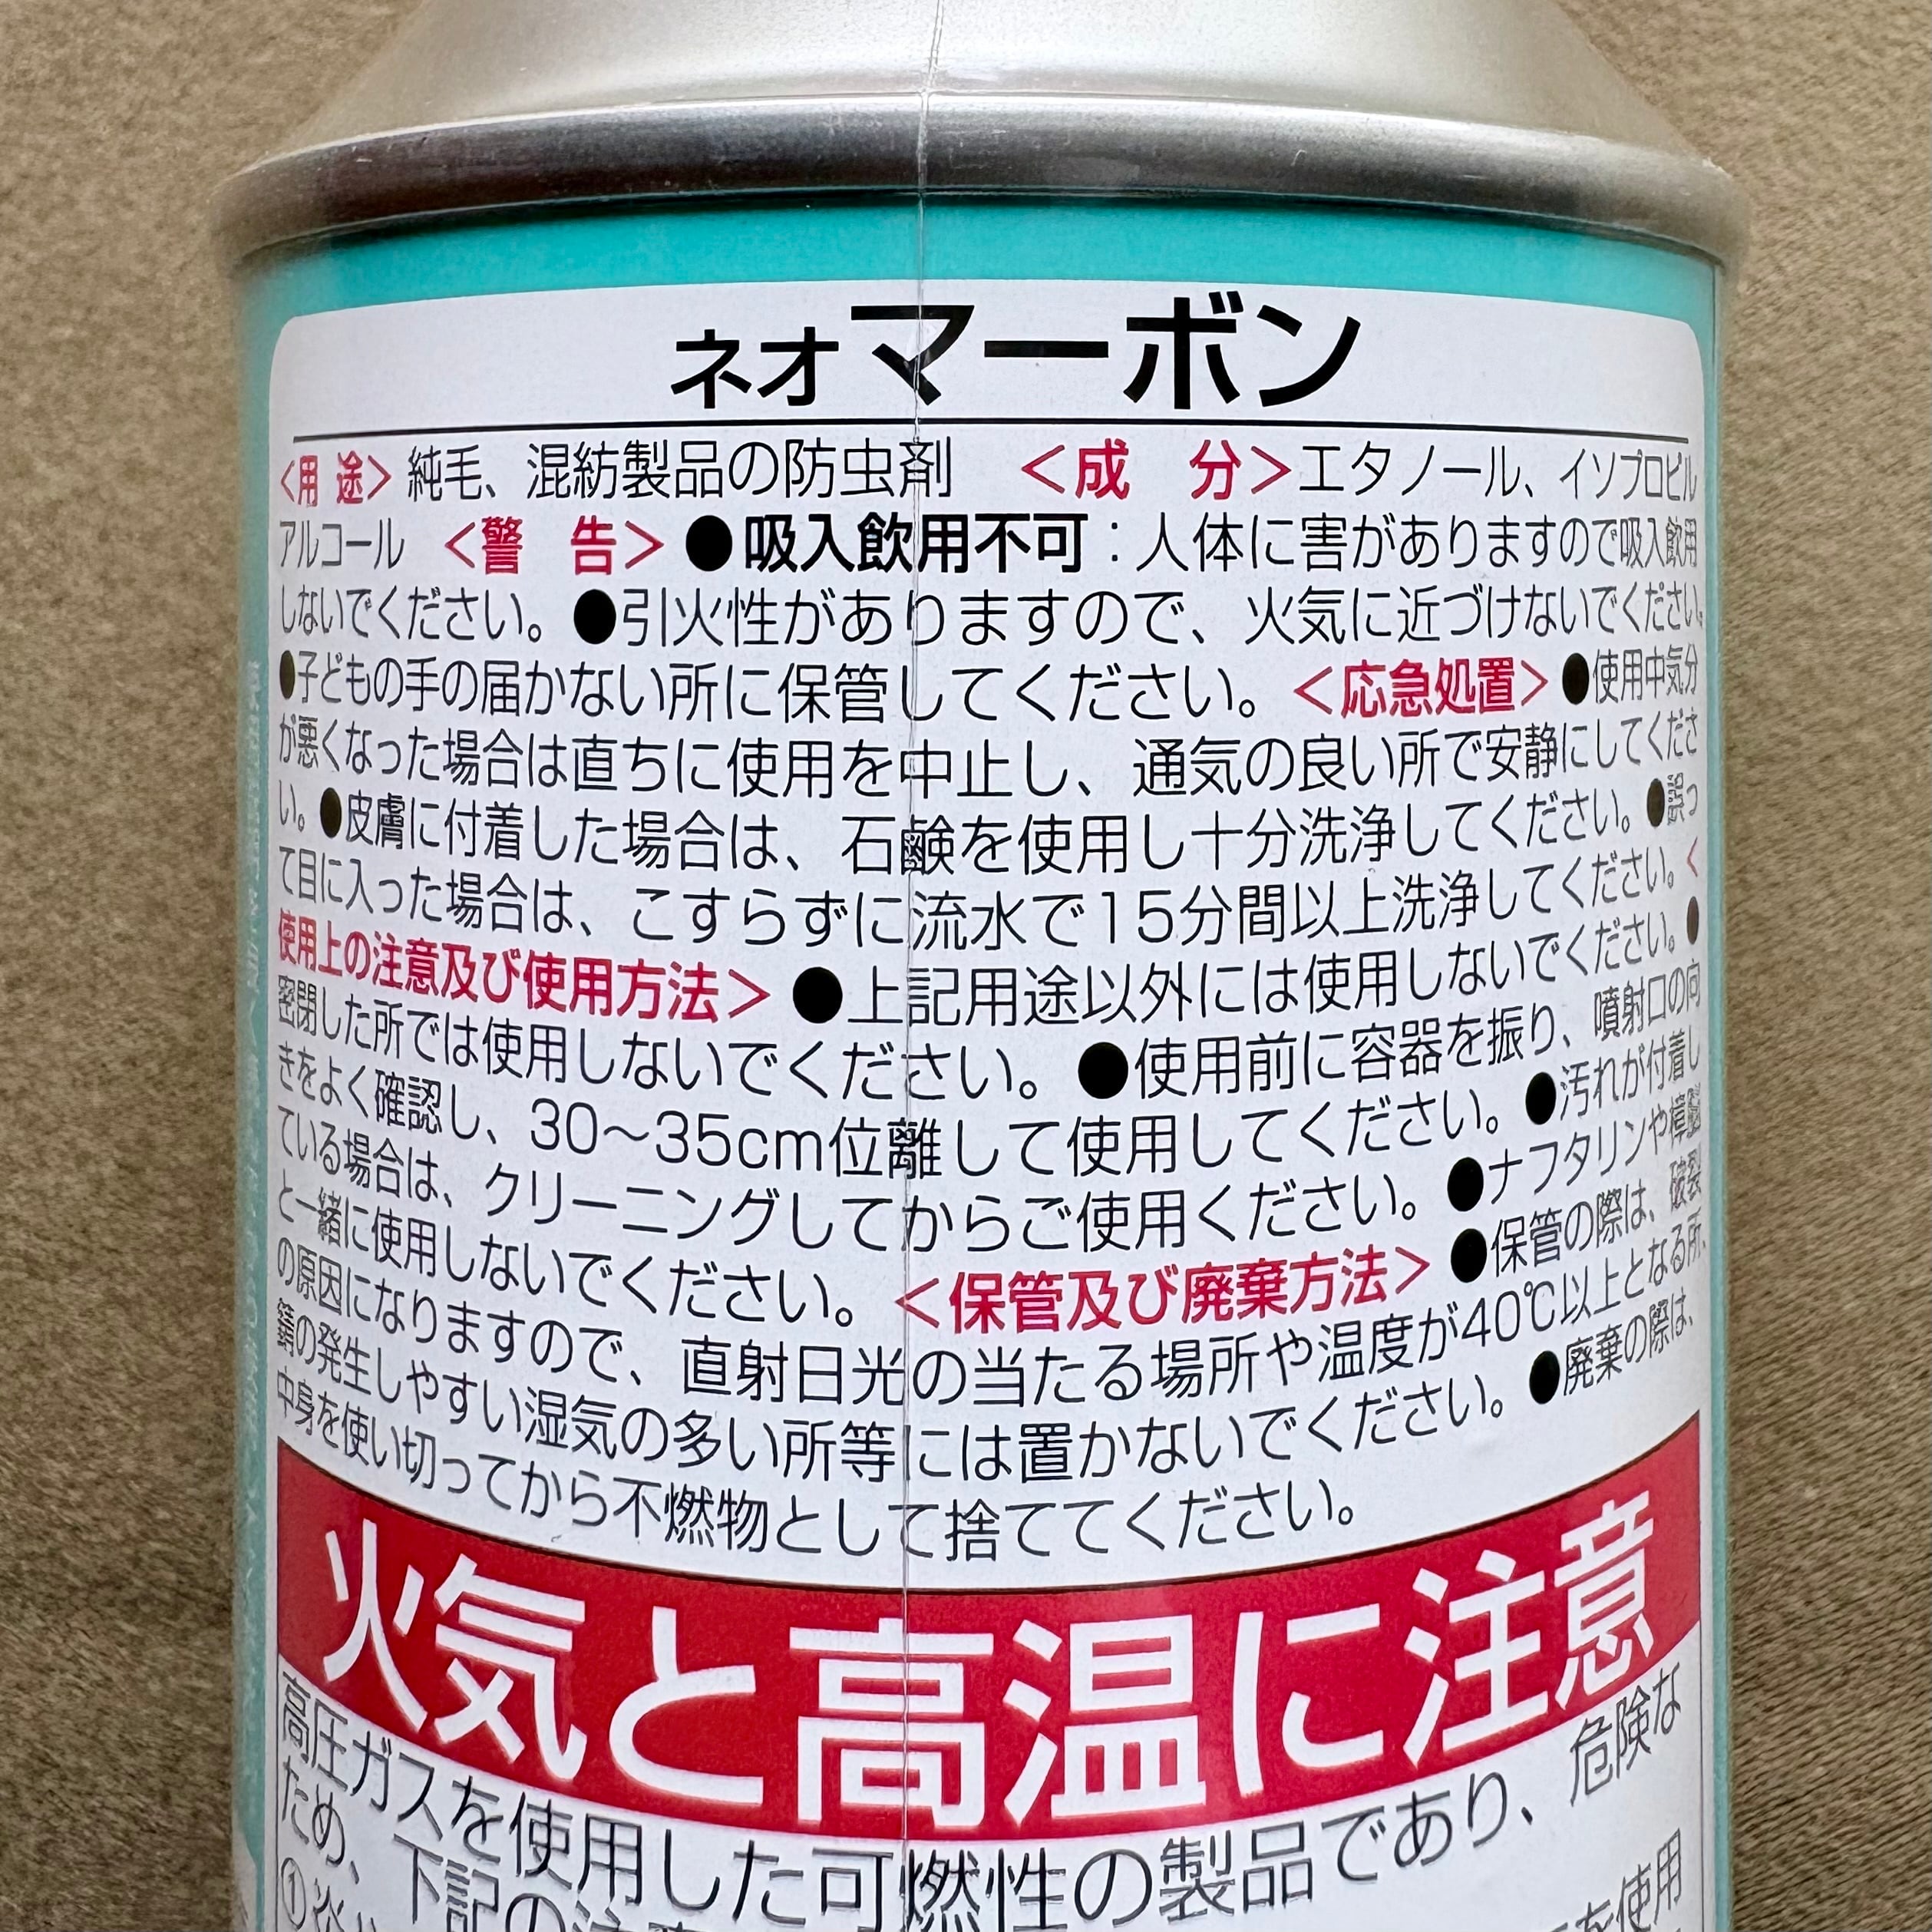 ネオマーボン
<用 途> 純毛、混紡製品の防虫剤 <成 分> エタノール、イソプロピル
アルコール <警 告> ●吸入飲用不可：人体に害がありますので吸入飲用
しないでください。●引火性がありますので、火気に近づけないでください。
●子どもの手の届かない所に保管してください。<応急処置>●使用中気分
が悪くなった場合は直ちに使用を中止し、通気の良い所で安静にしてくださ
い。●皮膚に付着した場合は、石鹸を使用し十分洗浄してください。●誤っ
て目に入った場合は、こすらずに流水で15分間以上洗浄してください。<
使用上の注意及び使用方法> ●上記用途以外には使用しないでください。●
密閉した所では使用しないでください。●使用前に容器を振り、噴射口の向
きをよく確認し、30～35cm位離して使用してください。●汚れが付着し
ている場合は、クリーニングしてからご使用ください。●ナフタリンや樟脳
と一緒に使用しないでください。<保管及び廃棄方法> ●保管の際は、破裂
の原因になりますので、直射日光の当たる場所や温度が40℃以上となる所、
錆の発生しやすい湿気の多い所等には置かないでください。●廃棄の際は、
中身を使い切ってから不燃物として捨ててください。
火気と高温に注意
高圧ガスを使用した可燃性の製品であり、危険な
ため、下記の注意
を使用